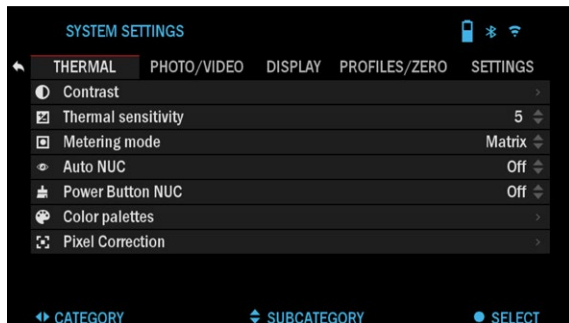 SYSTEM SETTINGS
THERMAL PHOTO/VIDEO DISPLAY PROFILES/ZERO SETTINGS
Contrast
Thermal sensitivity 5
Metering mode Matrix
Auto NUC Off
Power Button NUC Off
Color palettes
Pixel Correction
CATEGORY SUBCATEGORY SELECT